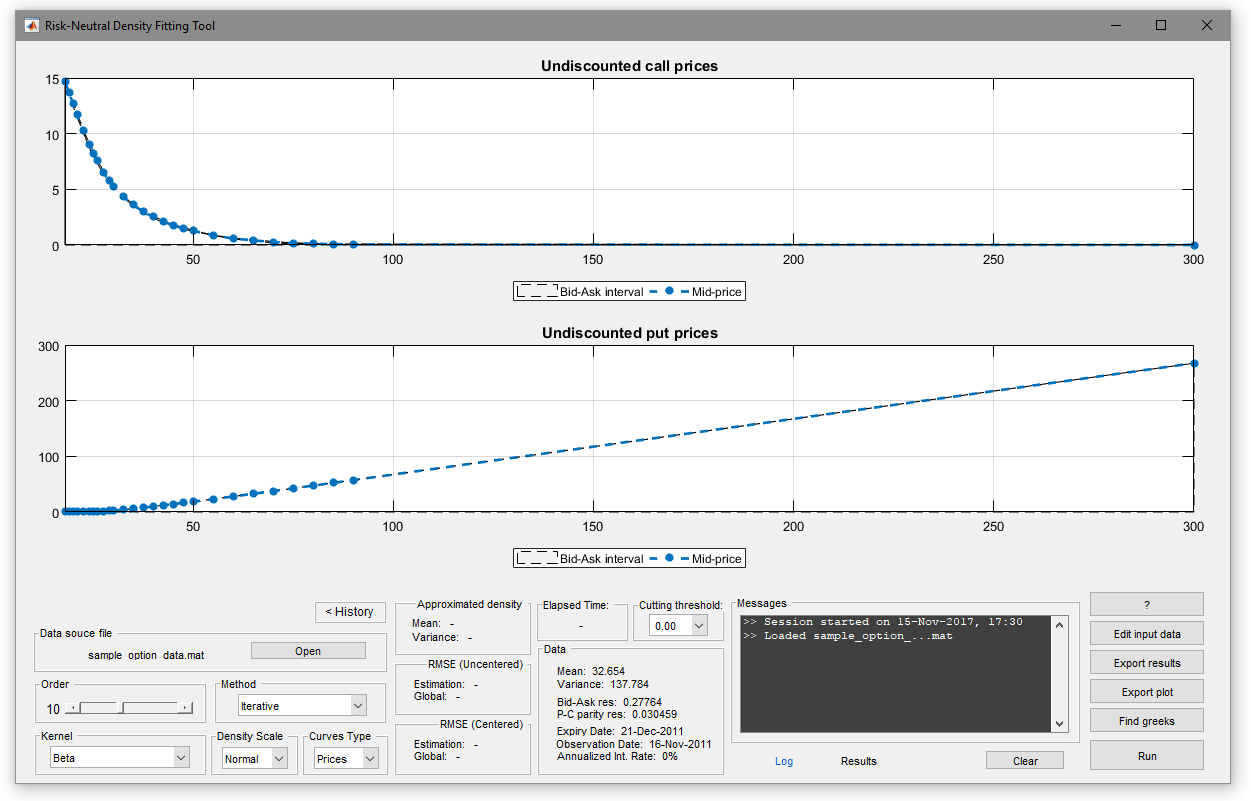 Risk-Neutral Density Fitting Tool
Undiscounted call prices
15
10
5
0
50 100 150 200 250 300
Bid-Ask interval Mid-price
Undiscounted put prices
300
200
100
0
50 100 150 200 250 300
Bid-Ask interval Mid-price
< History
Data souce file
sample_option_data.mat Open
Order
10
Method
Iterative
Kernel
Beta
Density Scale
Normal
Curves Type
Prices
Approximated density
Mean: -
Variance: -
RMSE (Uncentered)
Estimation: -
Global: -
RMSE (Centered)
Estimation: -
Global: -
Elapsed Time:
-
Cutting threshold:
0.00
Data
Mean: 32.654
Variance: 137.784
Bid-Ask res: 0.27764
P-C parity res: 0.030459
Expiry Date: 21-Dec-2011
Observation Date: 16-Nov-2011
Annualized Int. Rate: 0%
Messages
>> Session started on 15-Nov-2017, 17:30
>> Loaded sample_option_...mat
Log Results Clear
?
Edit input data
Export results
Export plot
Find greeks
Run